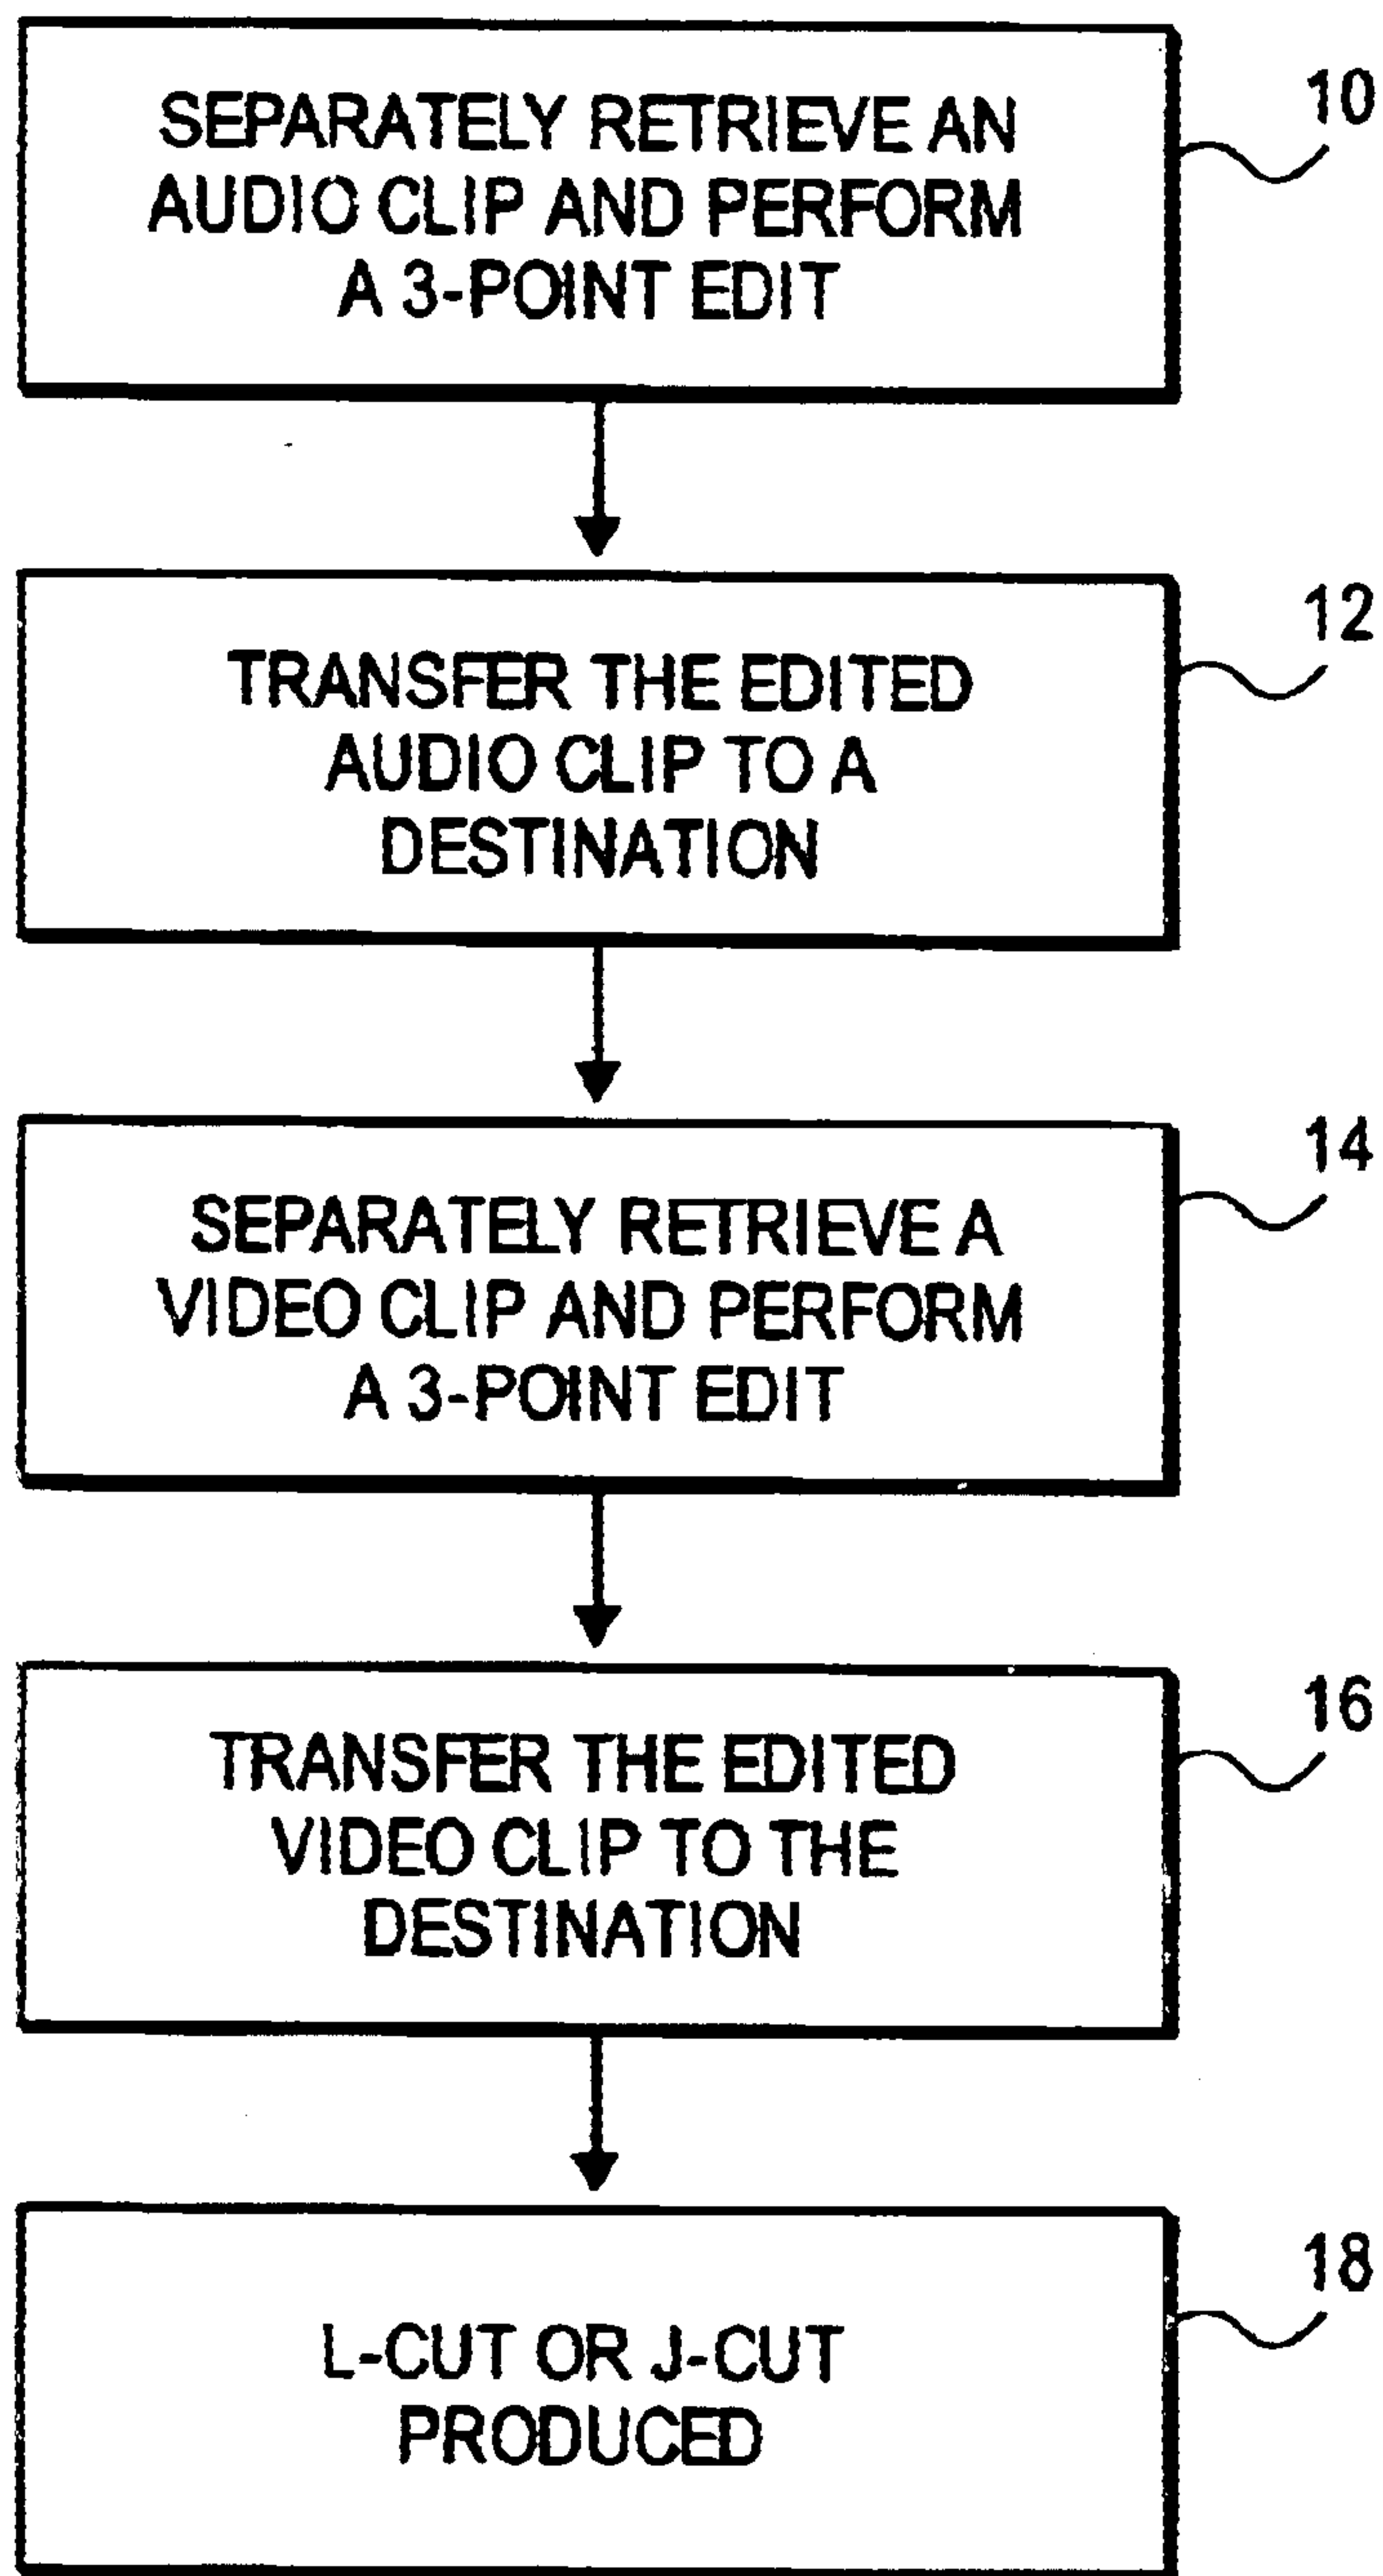 SEPARATELY RETRIEVE AN
AUDIO CLIP AND PERFORM
A 3-POINT EDIT
10
TRANSFER THE EDITED
AUDIO CLIP TO A
DESTINATION
12
SEPARATELY RETRIEVE A
VIDEO CLIP AND PERFORM
A 3-POINT EDIT
14
TRANSFER THE EDITED
VIDEO CLIP TO THE
DESTINATION
16
L-CUT OR J-CUT
PRODUCED
18